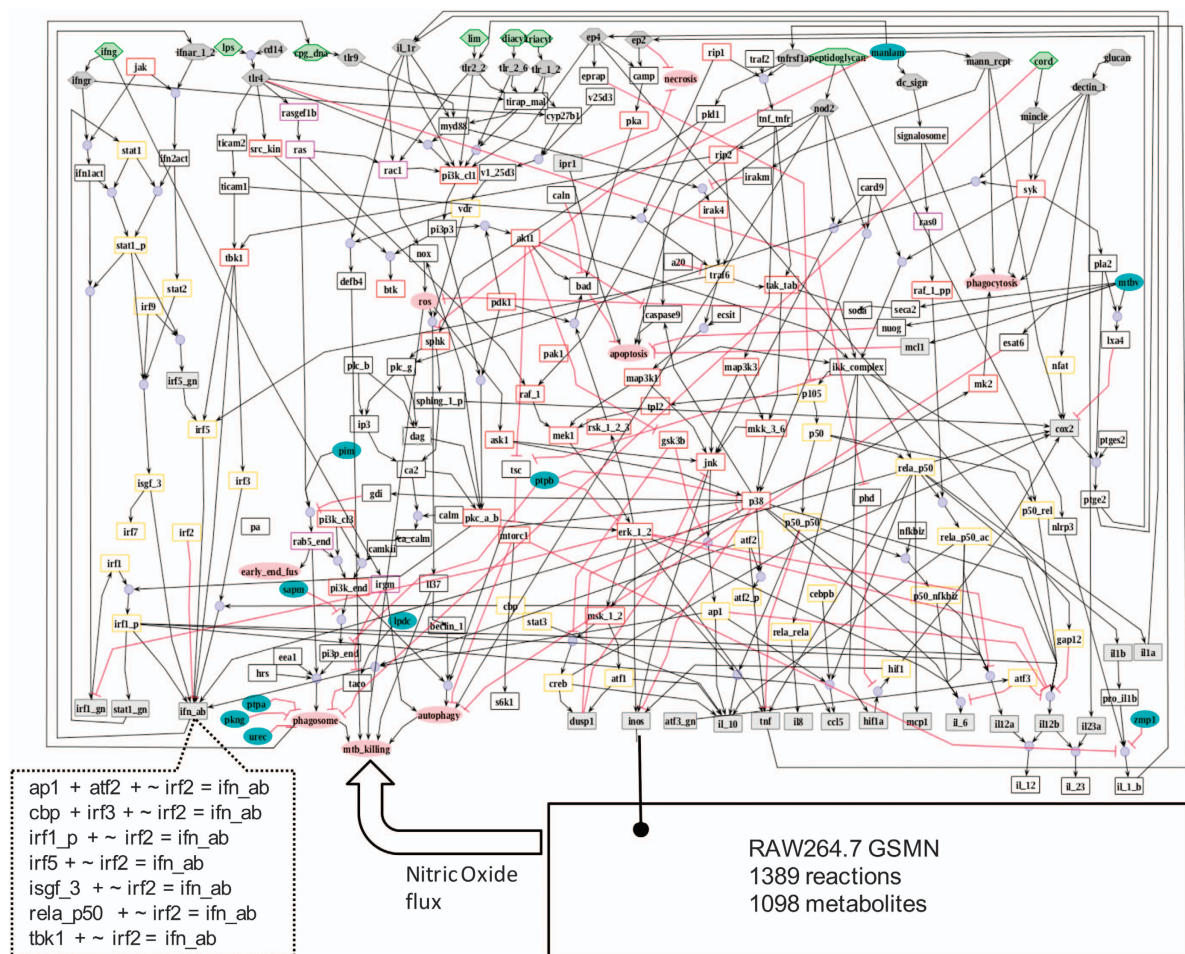 ifng
ifnar_1_2
lps
cd14
cpg_dna
tlr9
il_1r
lim
diacyl
triacyl
ep4
ep2
rip1
traf2
tnfrsf1a
peptidoglycan
manlam
mann_rcpt
cord
glucan
ifngr
jak
tlr4
tlr2_2
tlr_2_6
tlr_1_2
eprap
camp
necrosis
dc_sign
dectin_1
rasgef1b
tirap_mal
v25d3
pld1
nod2
mincle
stat1
ticam2
src_kin
ras
myd88
cyp27b1
pka
tnf_tnfr
signalosome
ifn1act
ifn2act
ticam1
rac1
pi3k_cl1
v1_25d3
ipr1
rip2
irakm
card9
syk
vdr
caln
irak4
ras0
stat1_p
tbk1
nox
pi3p3
akt1
a20
traf6
pla2
stat2
defb4
btk
ros
pdk1
bad
tak_tab
raf_1_pp
phagocytosis
mtbv
irf9
sphk
caspase9
ecsit
soda
seca2
nuog
esat6
mcl1
lxa4
irf5_gn
plc_b
plc_g
pak1
apoptosis
map3k1
map3k3
ikk_complex
mk2
nfat
sphing_1_p
raf_1
tpl2
p105
irf5
ip3
dag
ask1
mek1
rsk_1_2_3
mkk_3_6
p50
cox2
pim
ca2
tsc
gsk3b
jnk
rela_p50
ptges2
isgf_3
irf3
gdi
ptpb
p38
phd
ptge2
irf7
irf2
pa
pi3k_cl3
calm
pkc_a_b
p50_p50
p50_rel
nlrp3
rab5_end
camkii
ca_calm
mtorc1
erk_1_2
atf2
nfkbiz
rela_p50_ac
irf1
early_end_fus
sapm
pi3k_end
irgm
ll37
atf2_p
cebpb
p50_nfkbiz
irf1_p
lpdc
beclin_1
cbp
stat3
msk_1_2
ap1
rela_rela
gap12
pi3p_end
eea1
hrs
taco
creb
atf1
hif1
atf3
il1b
il1a
pro_il1b
irf1_gn
stat1_gn
ifn_ab
ptpa
pkng
urec
phagosome
autophagy
s6k1
dusp1
inos
atf3_gn
il_10
tnf
il8
ccl5
hif1a
mcp1
il_6
il12a
il12b
il23a
zmp1
mtb_killing
il_12
il_23
il_1_b
ap1 + atf2 + ~ irf2 = ifn_ab
cbp + irf3 + ~ irf2 = ifn_ab
irf1_p + ~ irf2 = ifn_ab
irf5 + ~ irf2 = ifn_ab
isgf_3 + ~ irf2 = ifn_ab
rela_p50 + ~ irf2 = ifn_ab
tbk1 + ~ irf2 = ifn_ab
Nitric Oxide
flux
RAW264.7 GSMN
1389 reactions
1098 metabolites